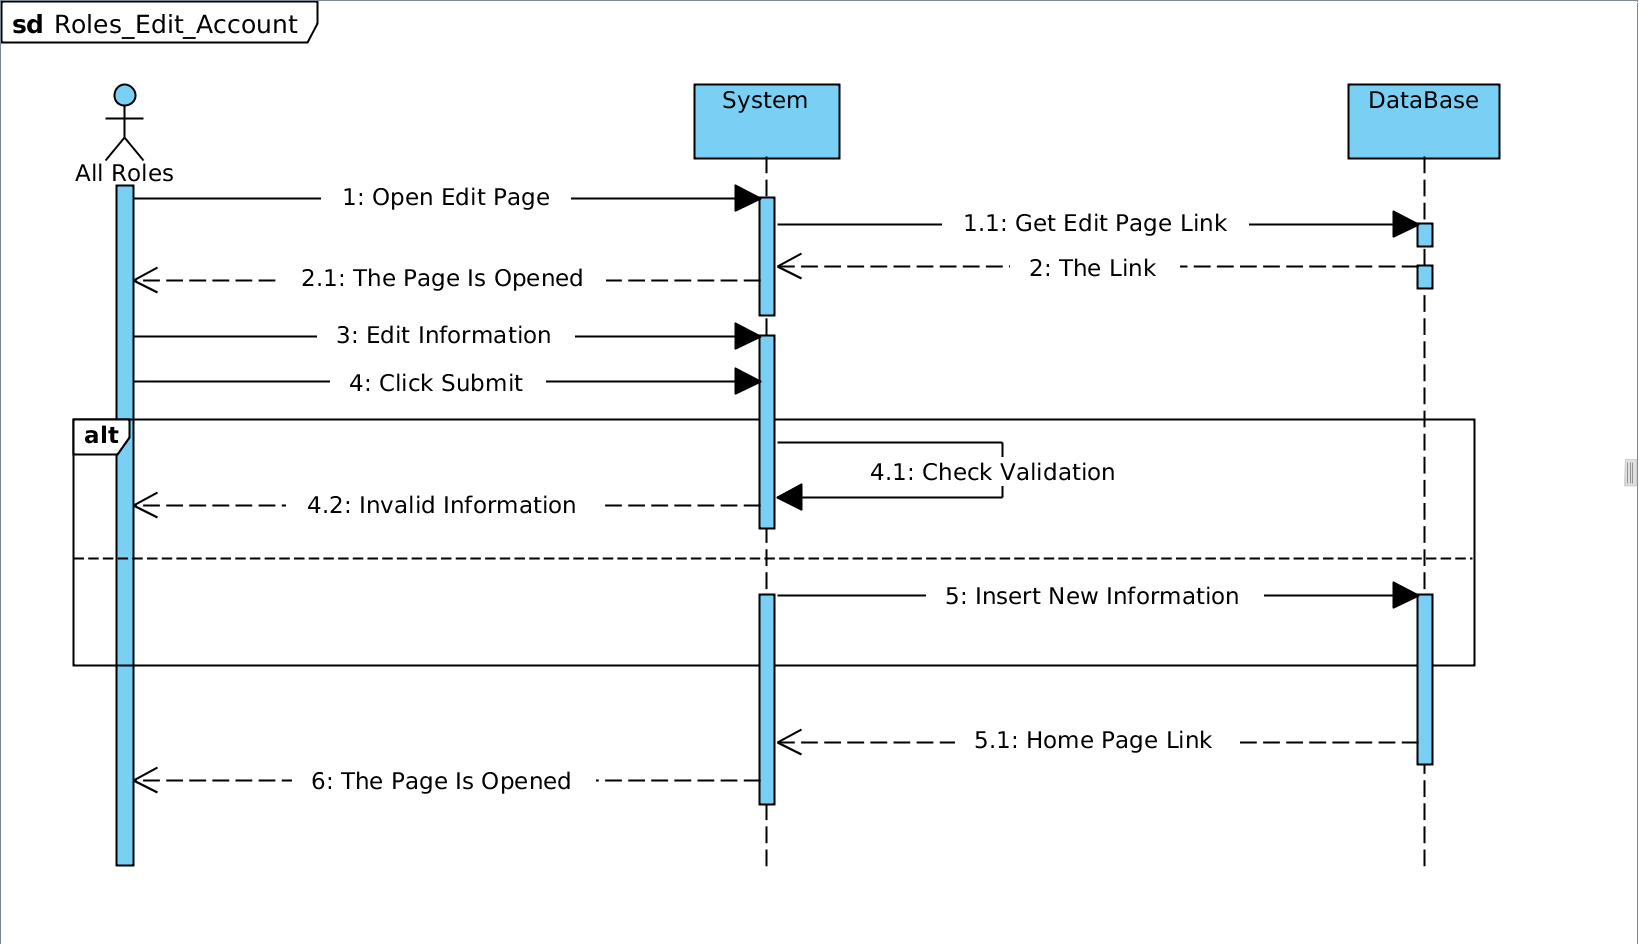 sd Roles_Edit_Account
All Roles
System
DataBase
1: Open Edit Page
1.1: Get Edit Page Link
2: The Link
2.1: The Page Is Opened
3: Edit Information
4: Click Submit
alt
4.1: Check Validation
4.2: Invalid Information
5: Insert New Information
5.1: Home Page Link
6: The Page Is Opened